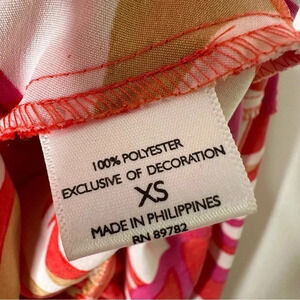 100% POLYESTER
EXCLUSIVE OF DECORATION
XS
MADE IN PHILIPPINES
RN 89782